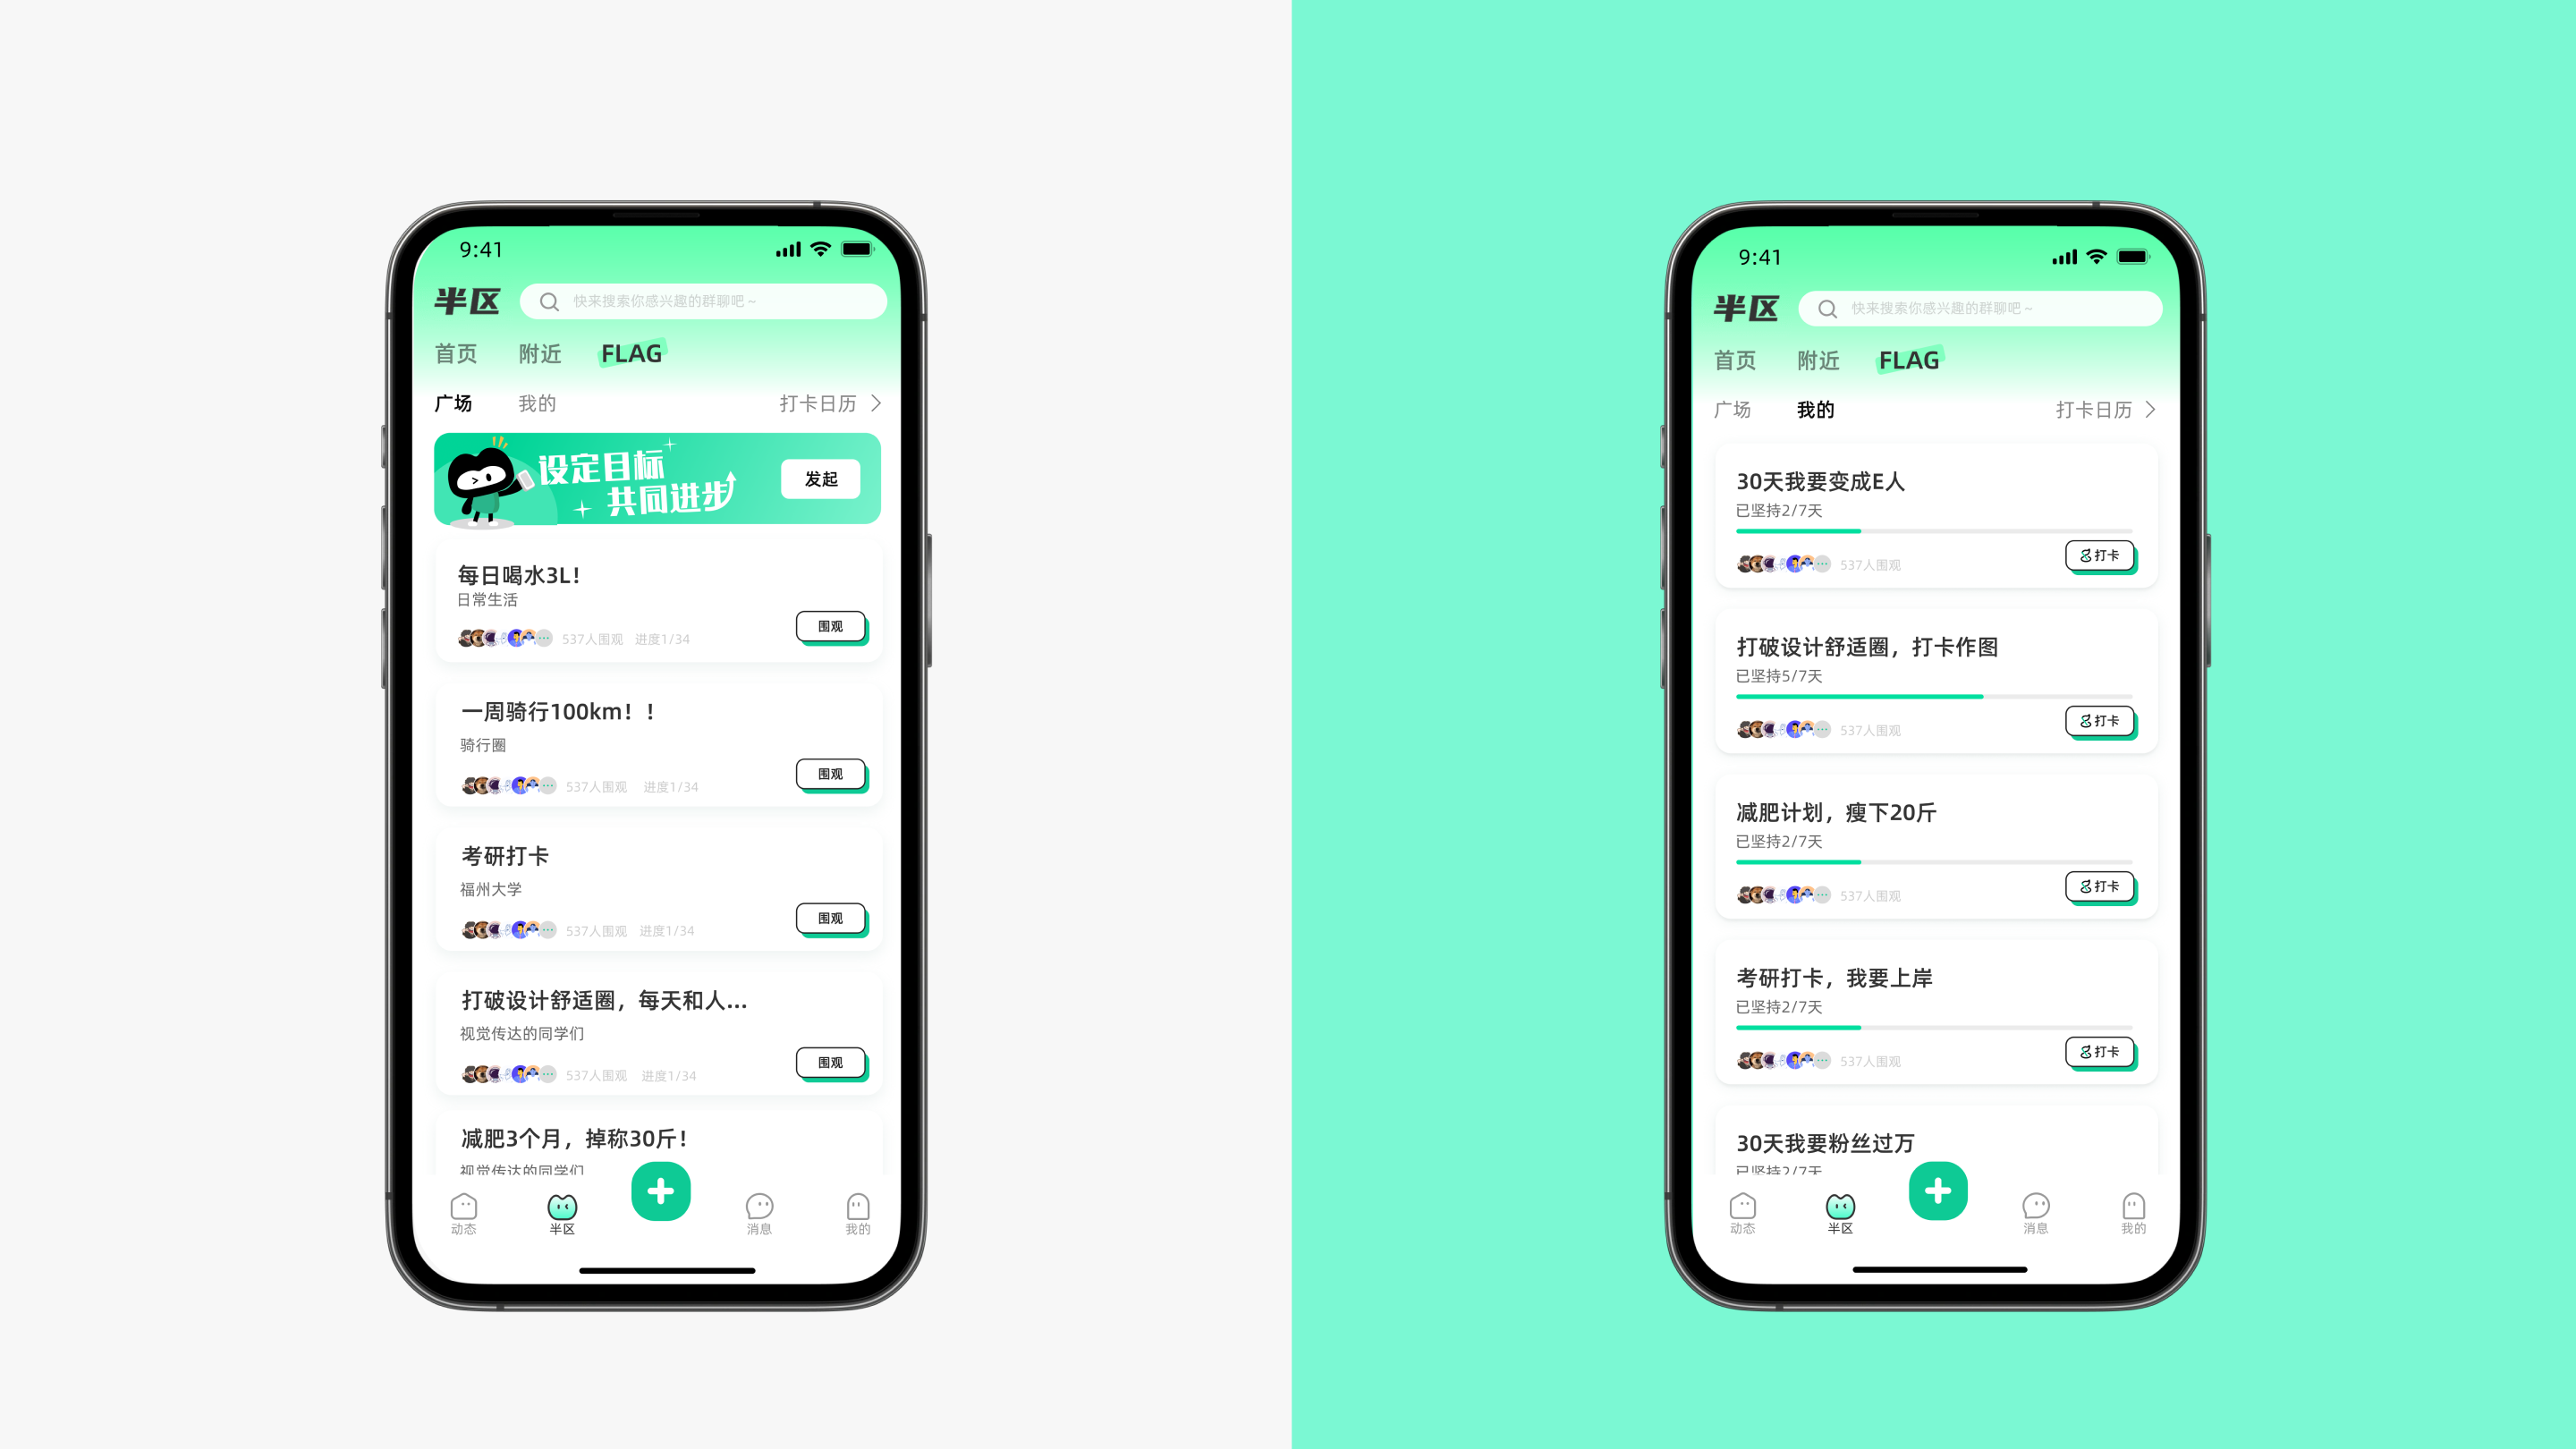 9:41
半区
快来搜索你感兴趣的群聊吧～
首页 附近 FLAG
广场 我的 打卡日历
设定目标
共同进步
发起
每日喝水3L！
日常生活
537人围观 进度1/34
围观
一周骑行100km！！
骑行圈
537人围观 进度1/34
围观
考研打卡
福州大学
537人围观 进度1/34
围观
打破设计舒适圈，每天和人...
视觉传达的同学们
537人围观 进度1/34
围观
减肥3个月，掉称30斤！
视觉传达的同学们
动态 半区 消息 我的
9:41
半区
快来搜索你感兴趣的群聊吧～
首页 附近 FLAG
广场 我的 打卡日历
30天我要变成E人
已坚持2/7天
537人围观
打卡
打破设计舒适圈，打卡作图
已坚持5/7天
537人围观
打卡
减肥计划，瘦下20斤
已坚持2/7天
537人围观
打卡
考研打卡，我要上岸
已坚持2/7天
537人围观
打卡
30天我要粉丝过万
已坚持2/7天
动态 半区 消息 我的